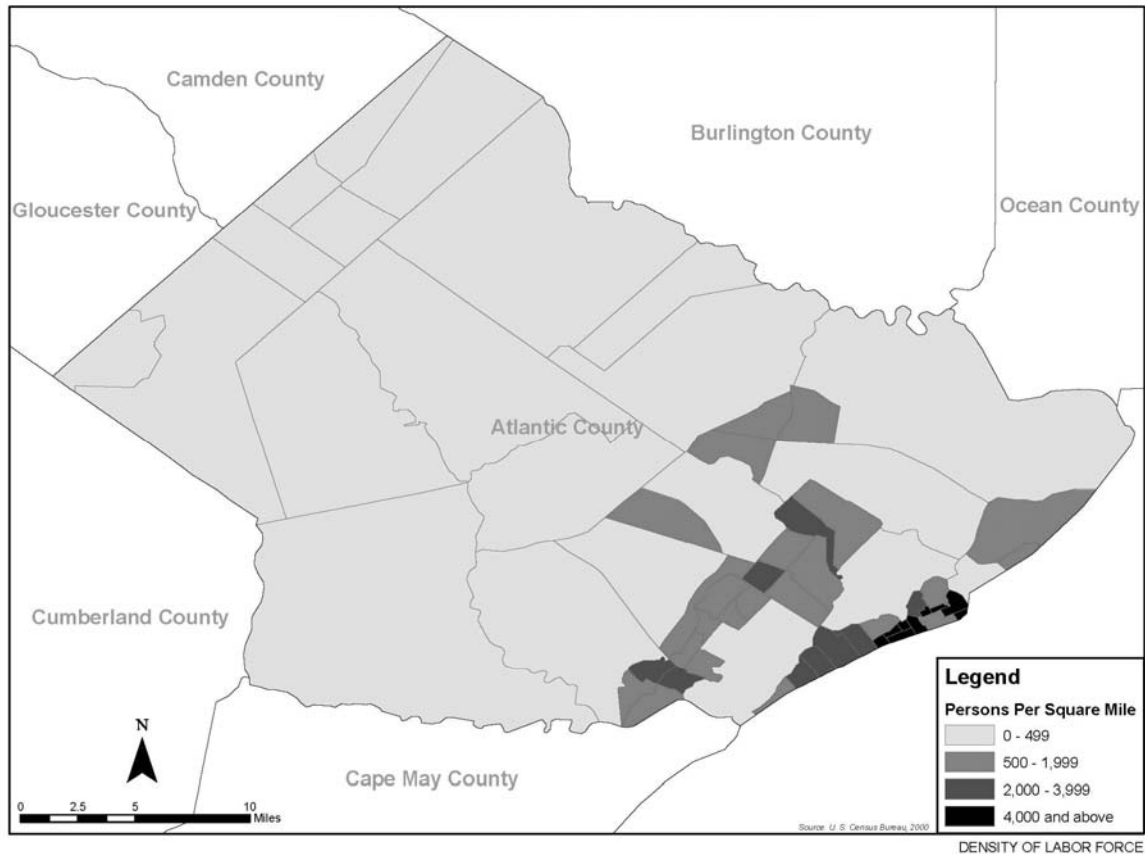 Camden County
Burlington County
Gloucester County
Ocean County
Atlantic County
Cumberland County
Cape May County
N
0 2.5 5 10
Miles
Legend
Persons Per Square Mile
0 - 499
500 - 1,999
2,000 - 3,999
4,000 and above
Source: U. S. Census Bureau, 2000
DENSITY OF LABOR FORCE